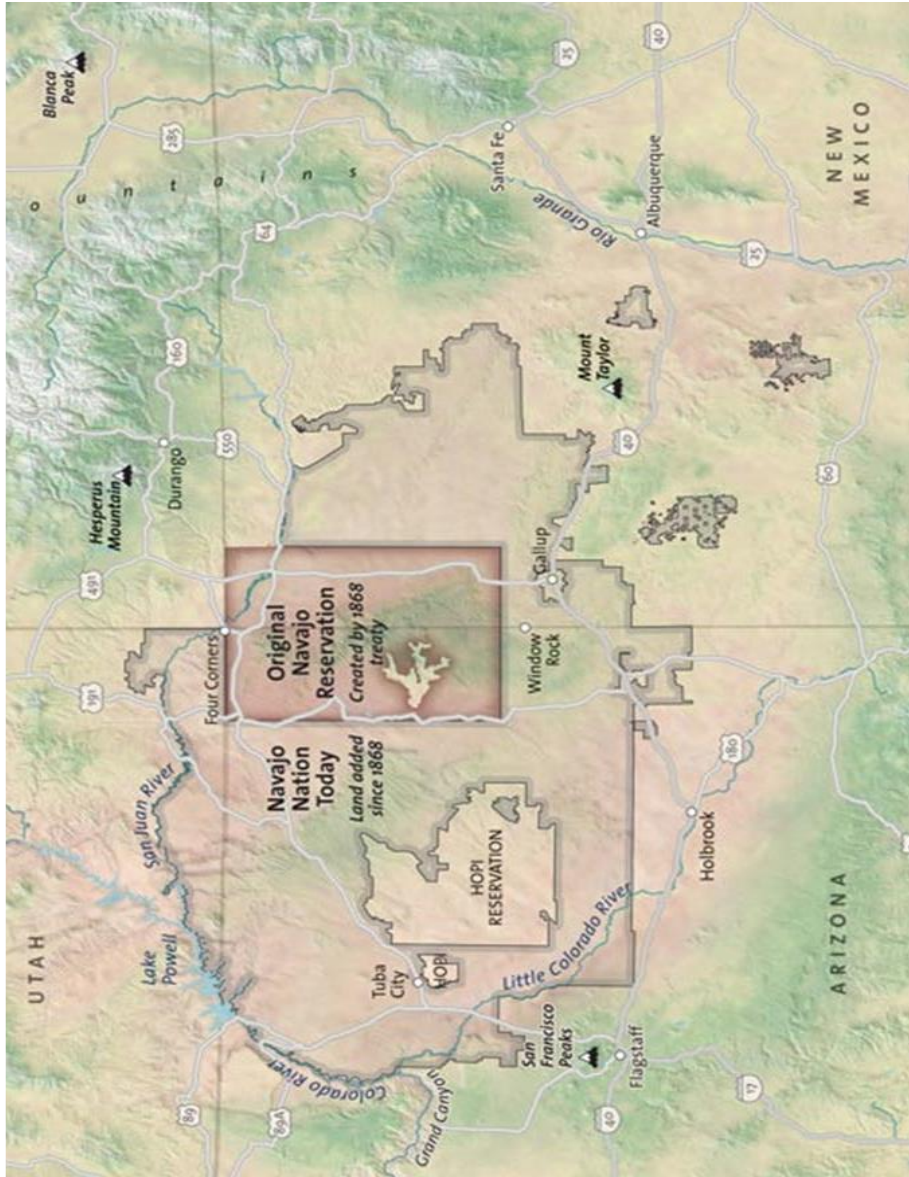 UTAH
Blanca
Peak
o u n t a i n s
191
491
Hesperus
Mountain
Lake
Powell
San Juan River
Durango
160
285
89
Four Corners
550
64
89A
Colorado River
Navajo
Nation
Today
Land added
since 1868
Original
Navajo
Reservation
Created by 1868
treaty
Tuba
City
HOPI
HOPI
RESERVATION
Grand Canyon
Little Colorado River
San
Francisco
Peaks
Window
Rock
Gallup
Mount
Taylor
Santa Fe
Rio Grande
25
Flagstaff
40
40
Albuquerque
40
Holbrook
180
17
25
60
ARIZONA
NEW
MEXICO